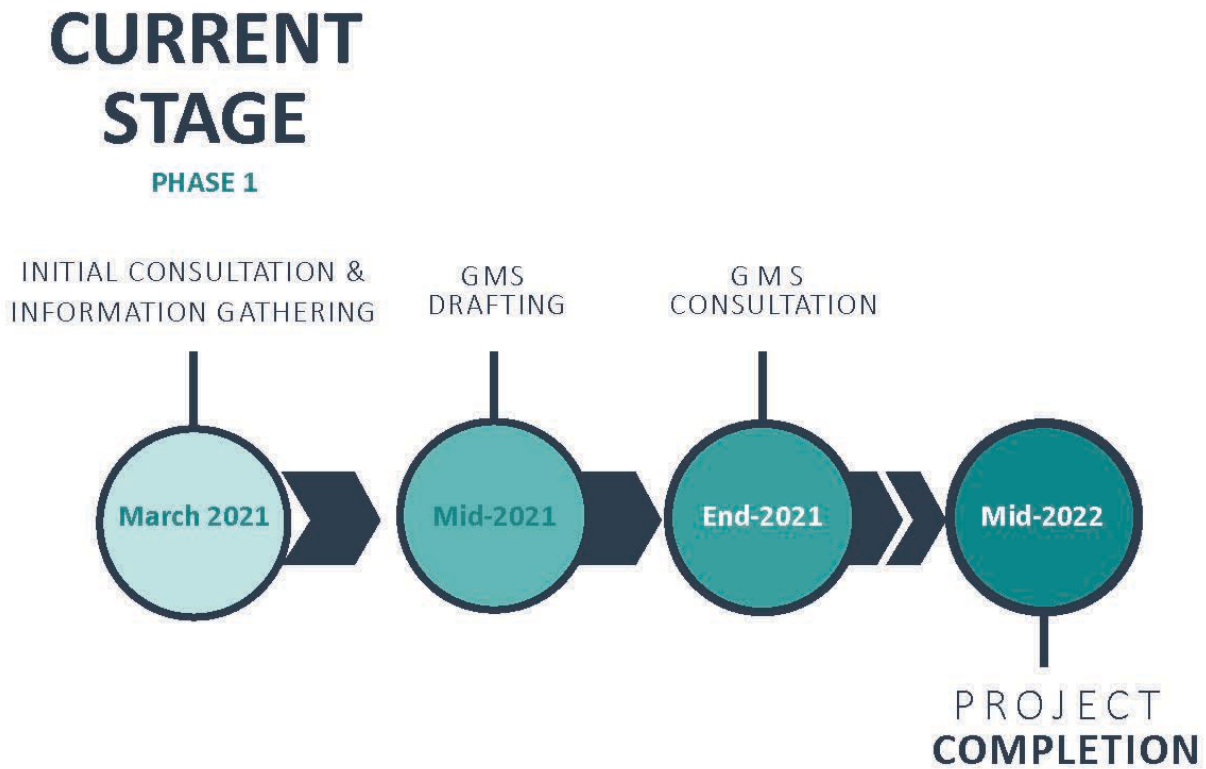 CURRENT
STAGE
PHASE 1
INITIAL CONSULTATION &
INFORMATION GATHERING
GMS
DRAFTING
GMS
CONSULTATION
March 2021
Mid-2021
End-2021
Mid-2022
PROJECT
COMPLETION